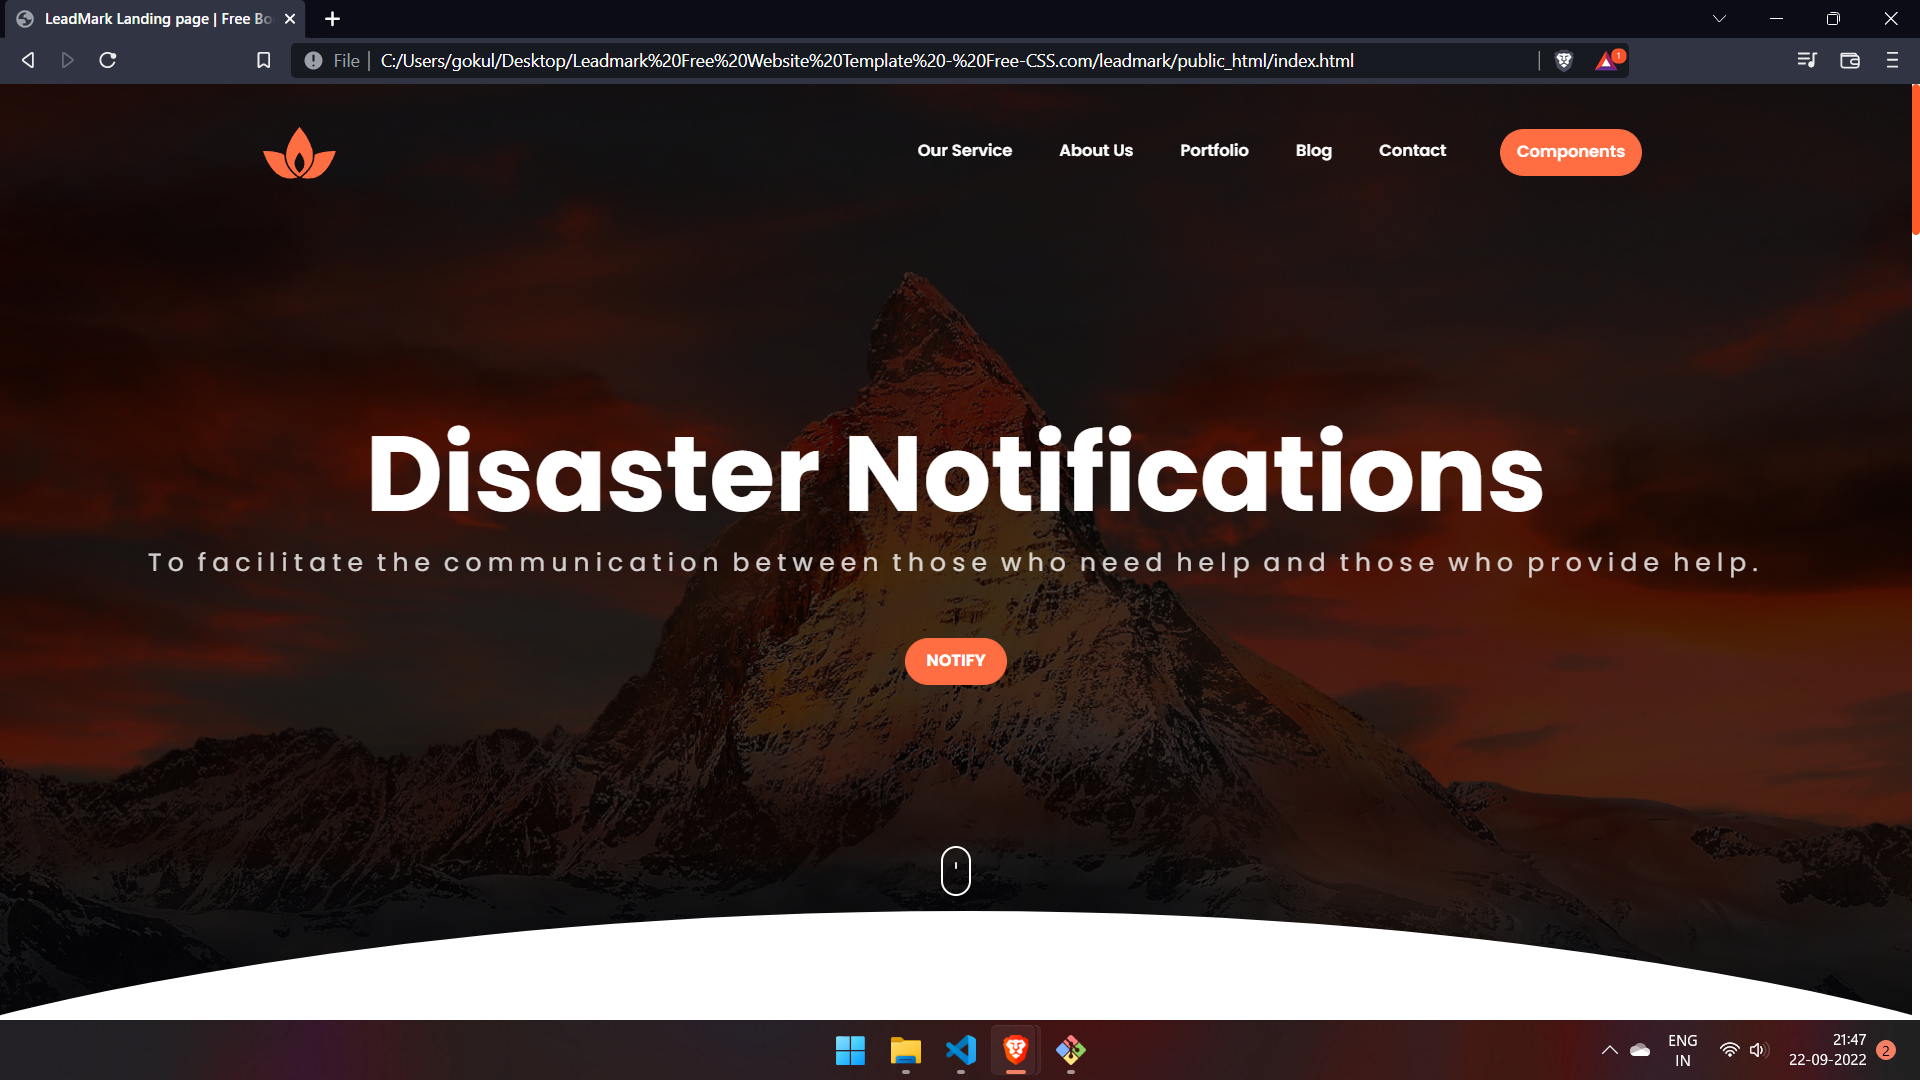 LeadMark Landing page | Free Bo
File
C:/Users/gokul/Desktop/Leadmark%20Free%20Website%20Template%20-%20Free-CSS.com/leadmark/public_html/index.html
1
Our Service
About Us
Portfolio
Blog
Contact
Components
Disaster Notifications
To facilitate the communication between those who need help and those who provide help.
NOTIFY
ENG
IN
21:47
22-09-2022
2